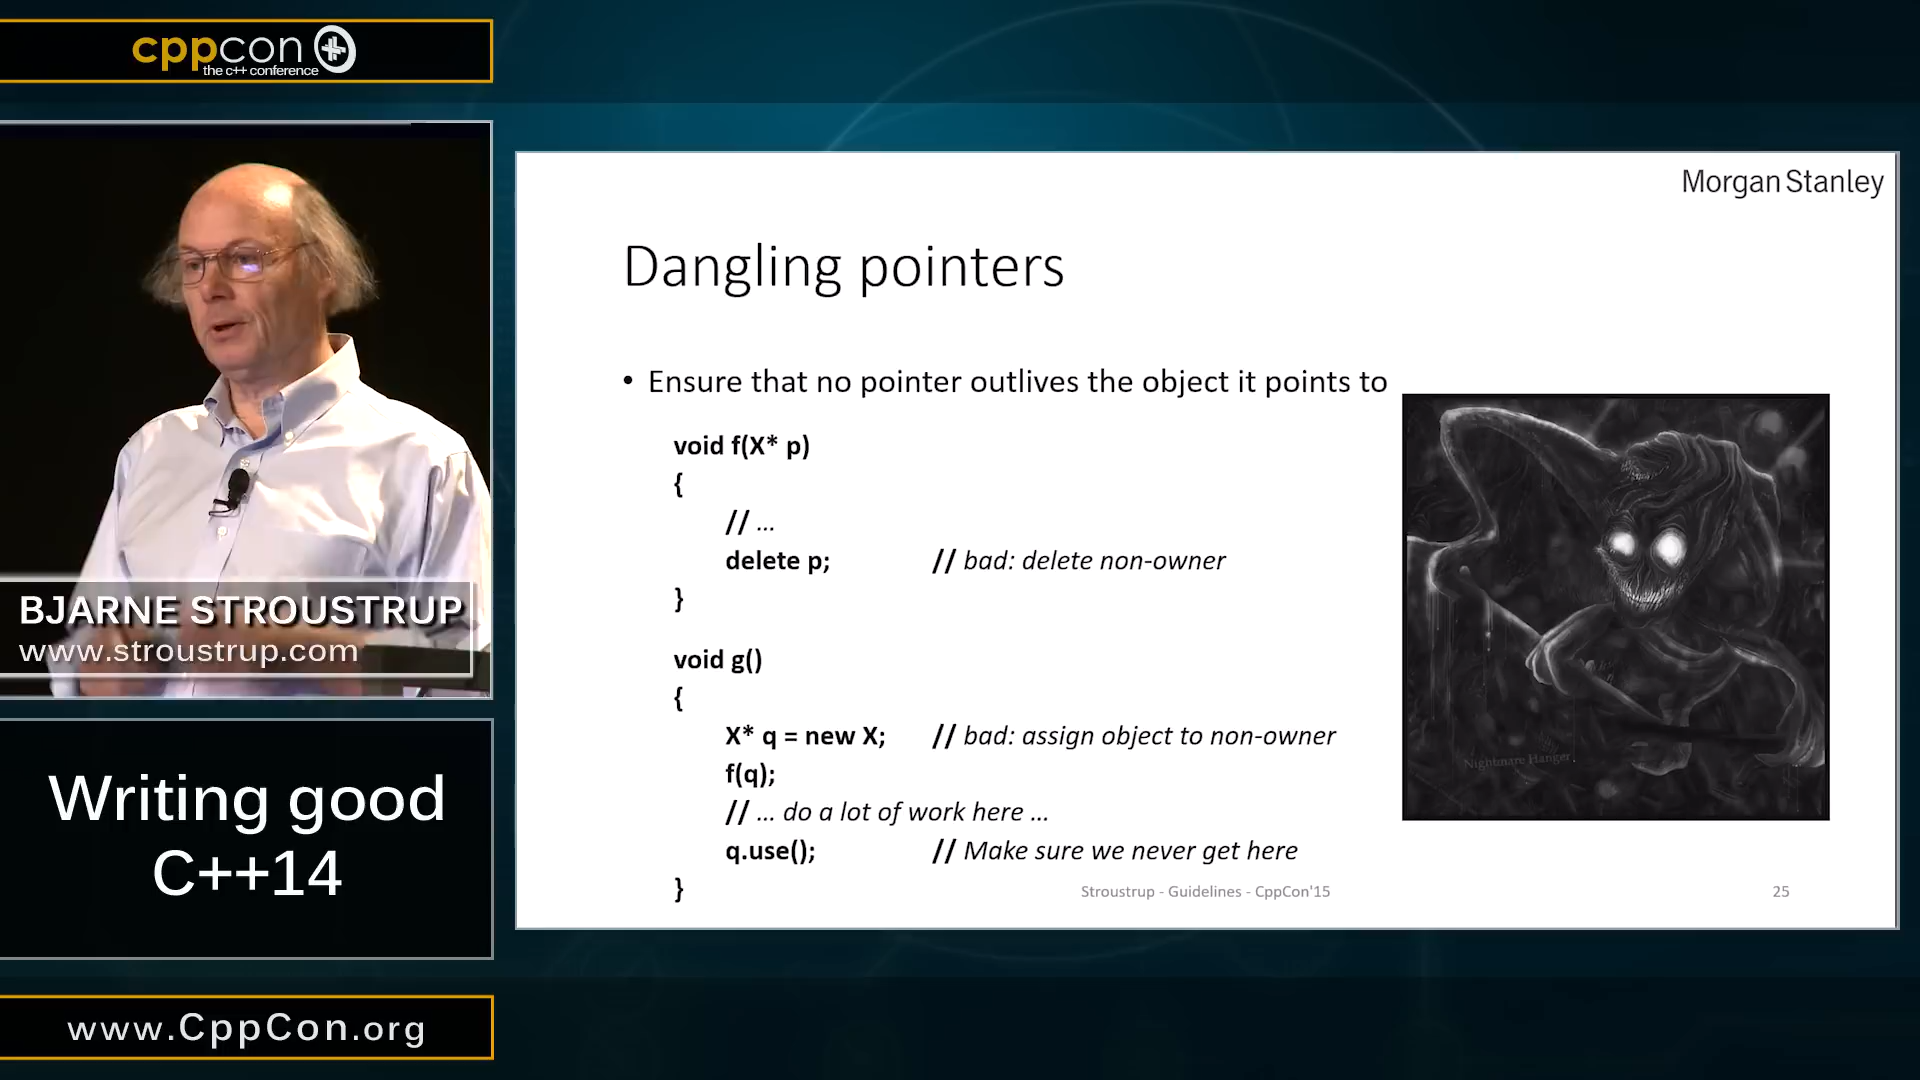 cppcon
the c++ conference
Morgan Stanley
Dangling pointers
• Ensure that no pointer outlives the object it points to
void f(X* p)
{
// ...
delete p; // bad: delete non-owner
}
void g()
{
X* q = new X; // bad: assign object to non-owner
f(q);
// ... do a lot of work here ...
q.use(); // Make sure we never get here
}
Nightmare Hanger.
Stroustrup - Guidelines - CppCon'15
25
BJARNE STROUSTRUP
www.stroustrup.com
Writing good
C++14
www.CppCon.org